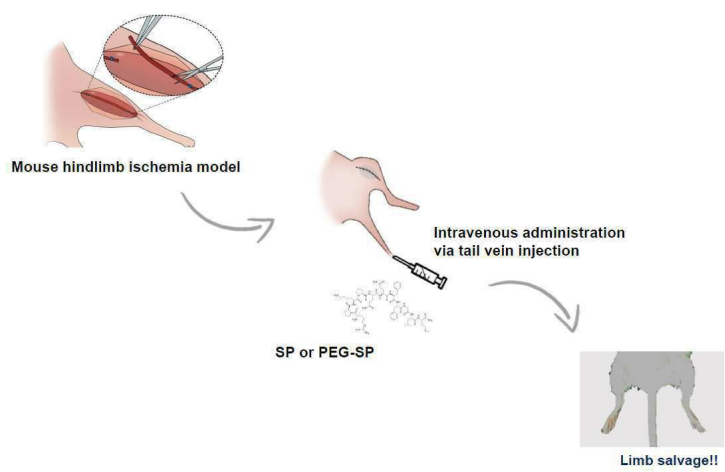 Mouse hindlimb ischemia model
Intravenous administration
via tail vein injection
SP or PEG-SP
Limb salvage!!